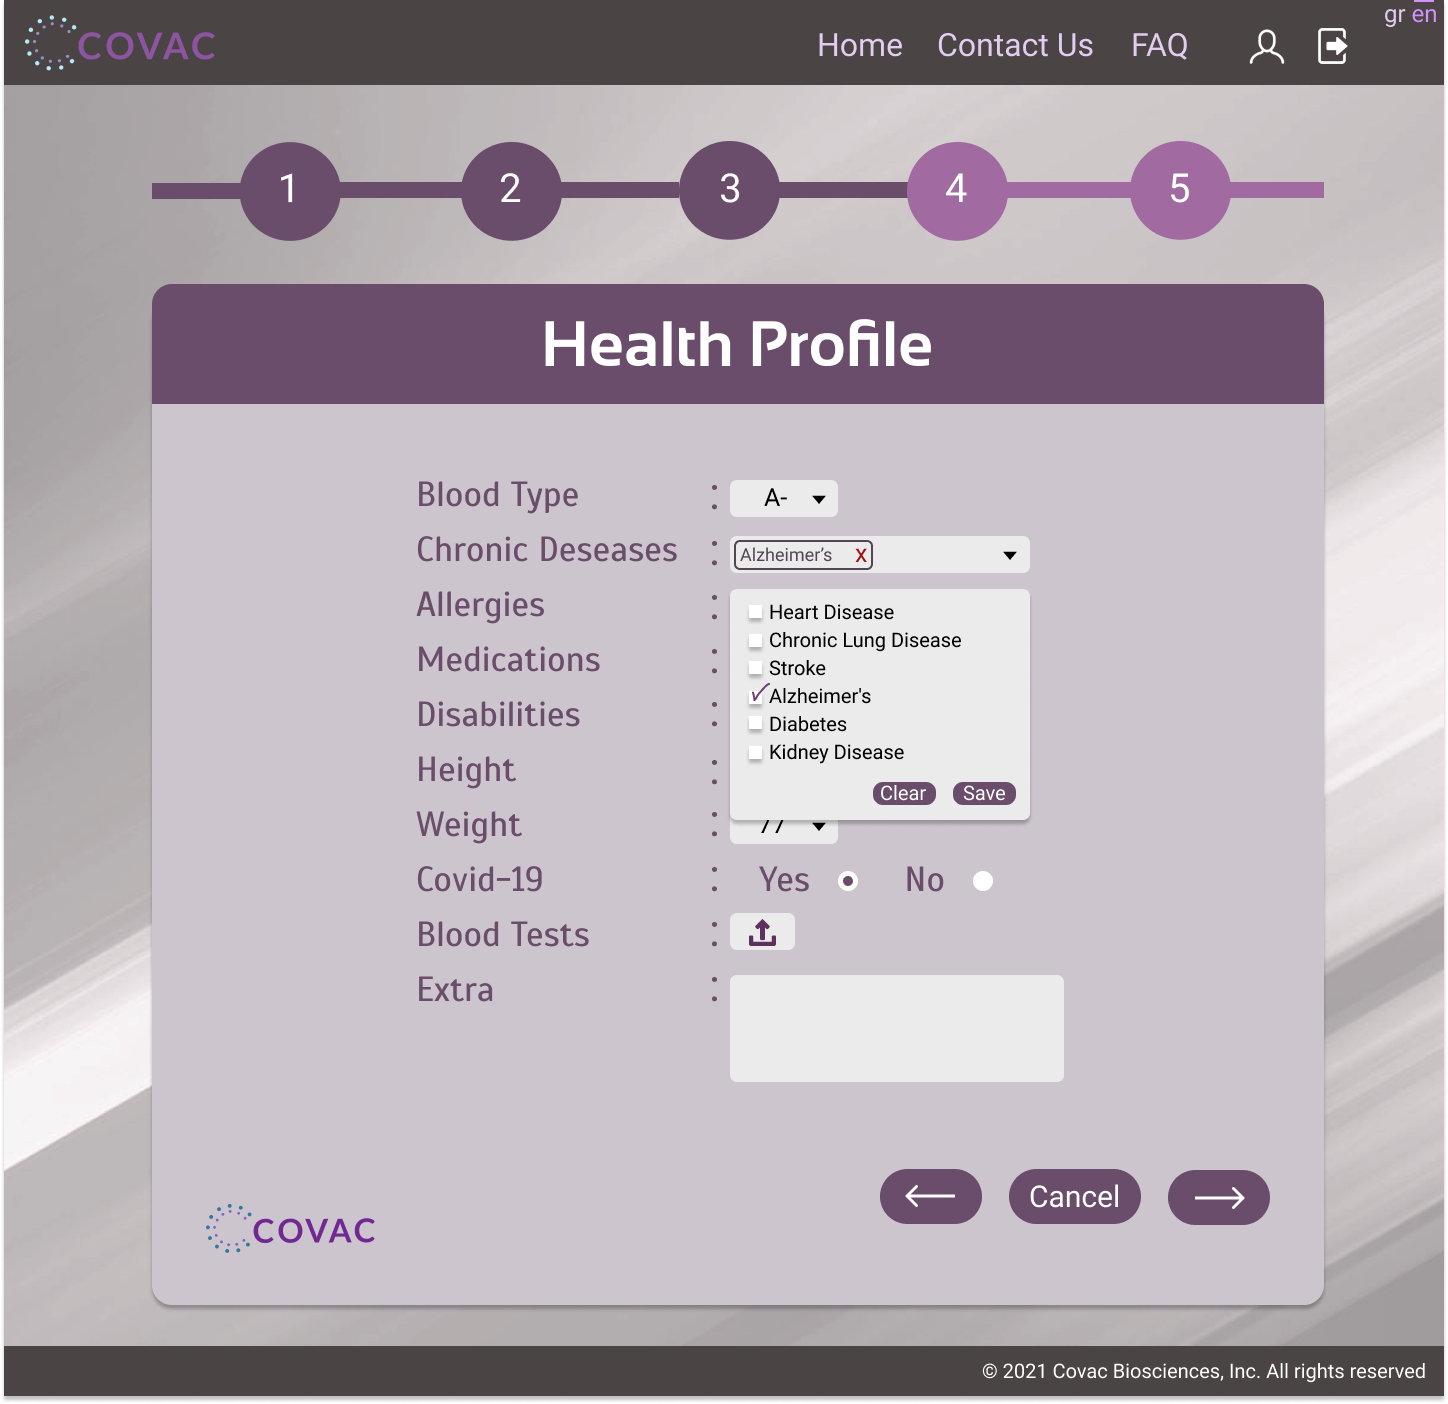 COVAC
Home Contact Us FAQ
gr en
1 2 3 4 5
Health Profile
Blood Type : A-
Chronic Deseases : Alzheimer's X
Allergies :
Heart Disease
Chronic Lung Disease
Medications :
Stroke
Alzheimer's
Disabilities :
Diabetes
Kidney Disease
Height :
Clear Save
Weight : 77
Covid-19 : Yes No
Blood Tests :
Extra :
Cancel
COVAC
© 2021 Covac Biosciences, Inc. All rights reserved